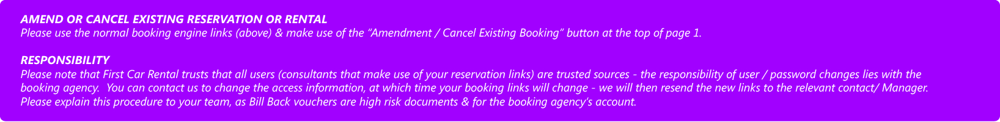 AMEND OR CANCEL EXISTING RESERVATION OR RENTAL
Please use the normal booking engine links (above) & make use of the “Amendment / Cancel Existing Booking” button at the top of page 1.
RESPONSIBILITY
Please note that First Car Rental trusts that all users (consultants that make use of your reservation links) are trusted sources - the responsibility of user / password changes lies with the
booking agency.  You can contact us to change the access information, at which time your booking links will change - we will then resend the new links to the relevant contact/ Manager.
Please explain this procedure to your team, as Bill Back vouchers are high risk documents & for the booking agency’s account.